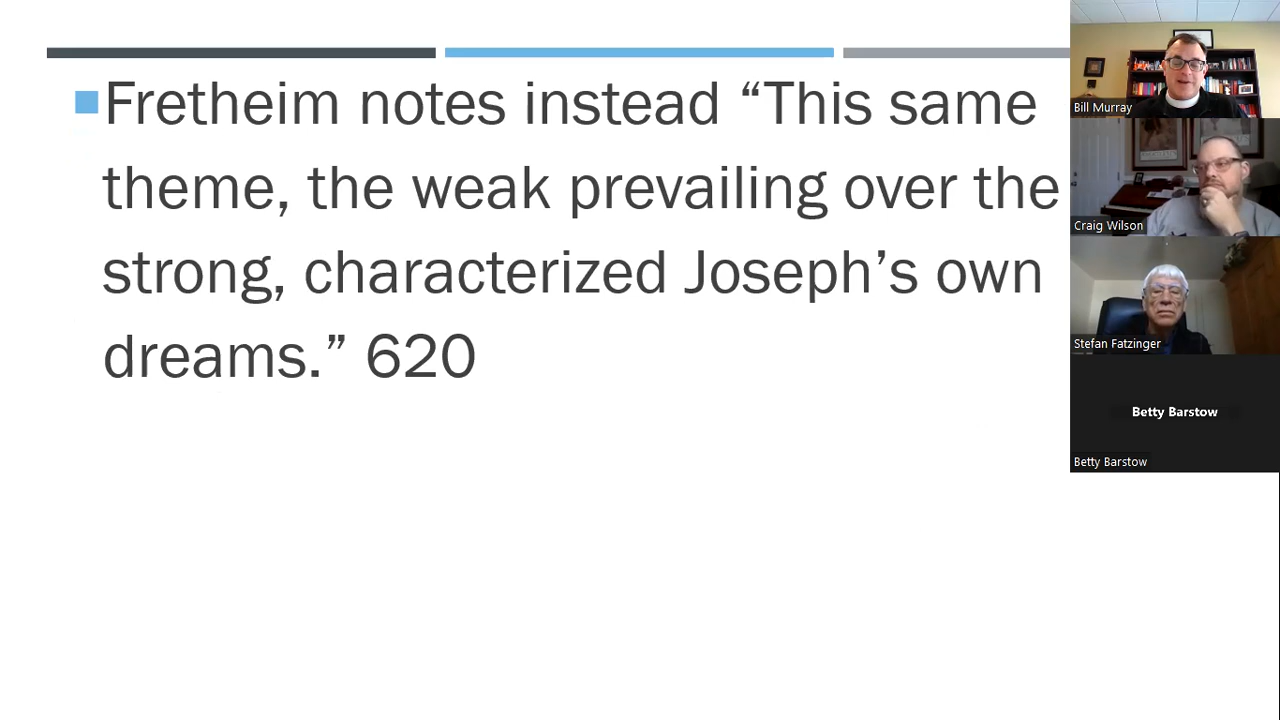 Fretheim notes instead “This same
theme, the weak prevailing over the
strong, characterized Joseph’s own
dreams.” 620
Bill Murray
Craig Wilson
Stefan Fatzinger
Betty Barstow
Betty Barstow